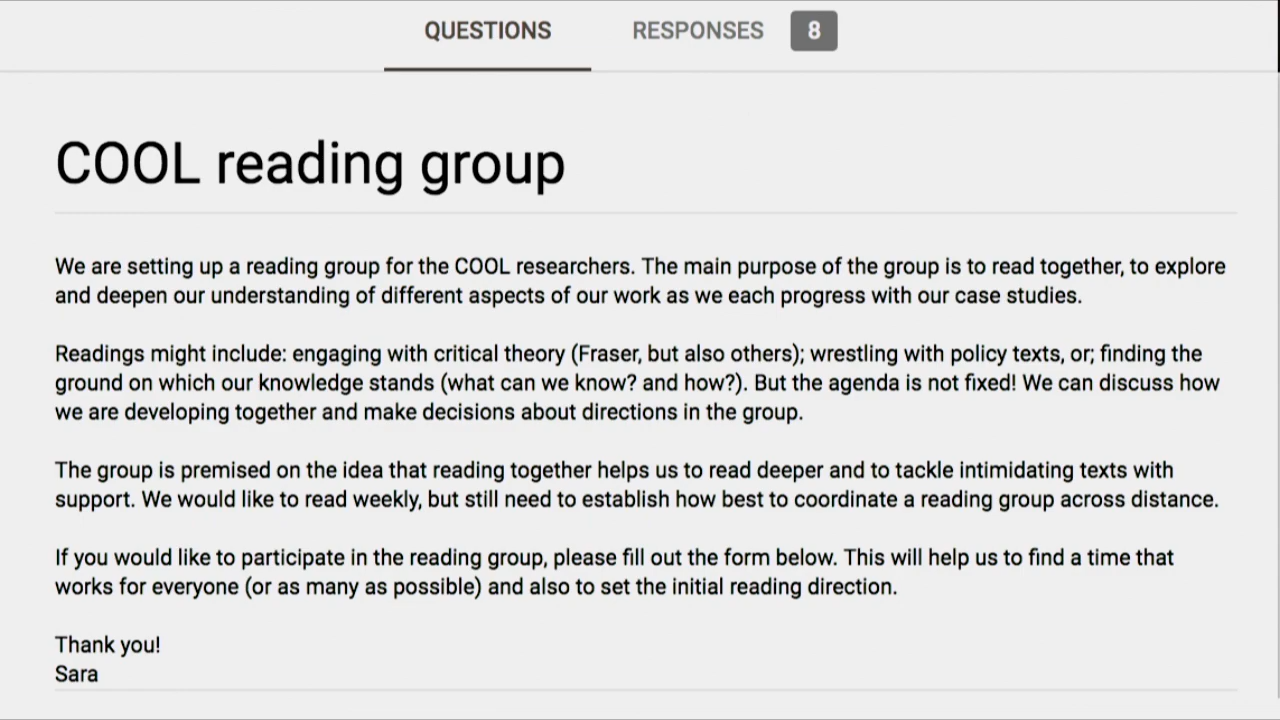 QUESTIONS RESPONSES 8
COOL reading group
We are setting up a reading group for the COOL researchers. The main purpose of the group is to read together, to explore
and deepen our understanding of different aspects of our work as we each progress with our case studies.
Readings might include: engaging with critical theory (Fraser, but also others); wrestling with policy texts, or; finding the
ground on which our knowledge stands (what can we know? and how?). But the agenda is not fixed! We can discuss how
we are developing together and make decisions about directions in the group.
The group is premised on the idea that reading together helps us to read deeper and to tackle intimidating texts with
support. We would like to read weekly, but still need to establish how best to coordinate a reading group across distance.
If you would like to participate in the reading group, please fill out the form below. This will help us to find a time that
works for everyone (or as many as possible) and also to set the initial reading direction.
Thank you!
Sara